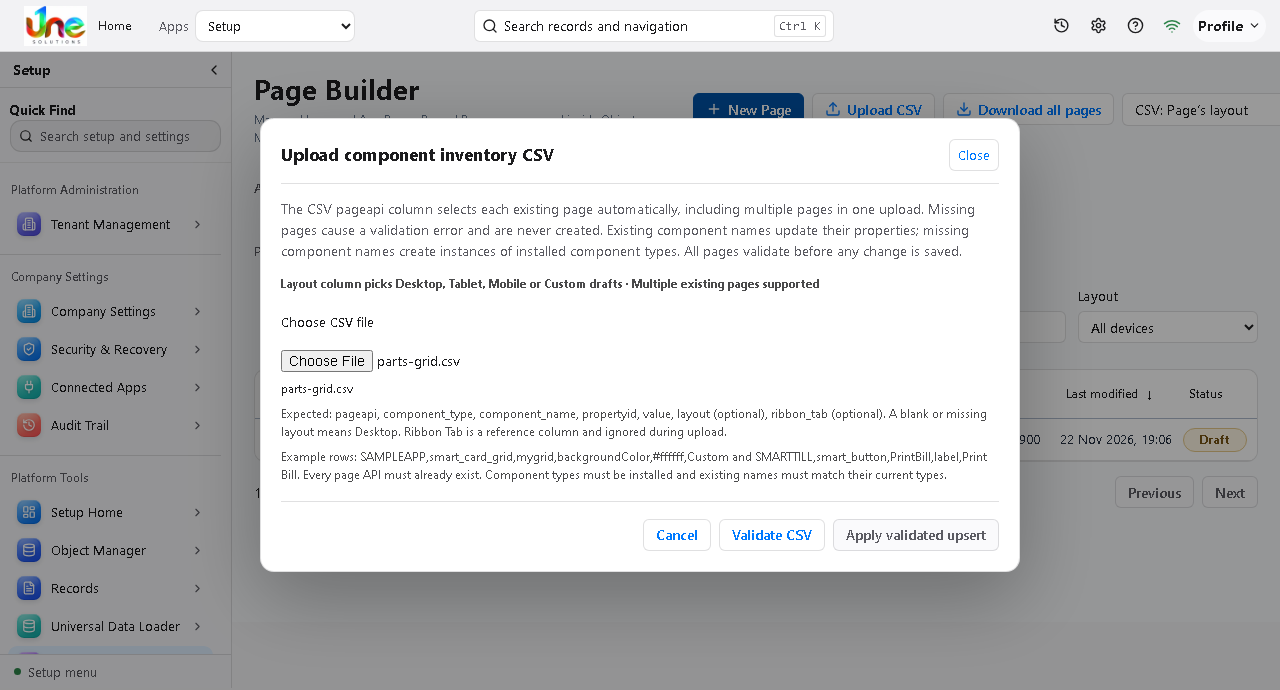 Une
SOLUTIONS
Home
Apps
Setup
Search records and navigation
Ctrl K
Profile
Setup
Quick Find
Search setup and settings
Platform Administration
Tenant Management
Company Settings
Company Settings
Security & Recovery
Connected Apps
Audit Trail
Platform Tools
Setup Home
Object Manager
Records
Universal Data Loader
Setup menu
Page Builder
New Page
Upload CSV
Download all pages
CSV: Page's layout
Upload component inventory CSV
Close
The CSV pageapi column selects each existing page automatically, including multiple pages in one upload. Missing
pages cause a validation error and are never created. Existing component names update their properties; missing
component names create instances of installed component types. All pages validate before any change is saved.
Layout column picks Desktop, Tablet, Mobile or Custom drafts · Multiple existing pages supported
Choose CSV file
Choose File parts-grid.csv
parts-grid.csv
Expected: pageapi, component_type, component_name, propertyid, value, layout (optional), ribbon_tab (optional). A blank or missing
layout means Desktop. Ribbon Tab is a reference column and ignored during upload.
Example rows: SAMPLEAPP,smart_card_grid,mygrid,backgroundColor,#ffffff,Custom and SMARTTILL,smart_button,PrintBill,label,Print
Bill. Every page API must already exist. Component types must be installed and existing names must match their current types.
Cancel
Validate CSV
Apply validated upsert
Layout
All devices
Last modified ↓
Status
900
22 Nov 2026, 19:06
Draft
Previous
Next